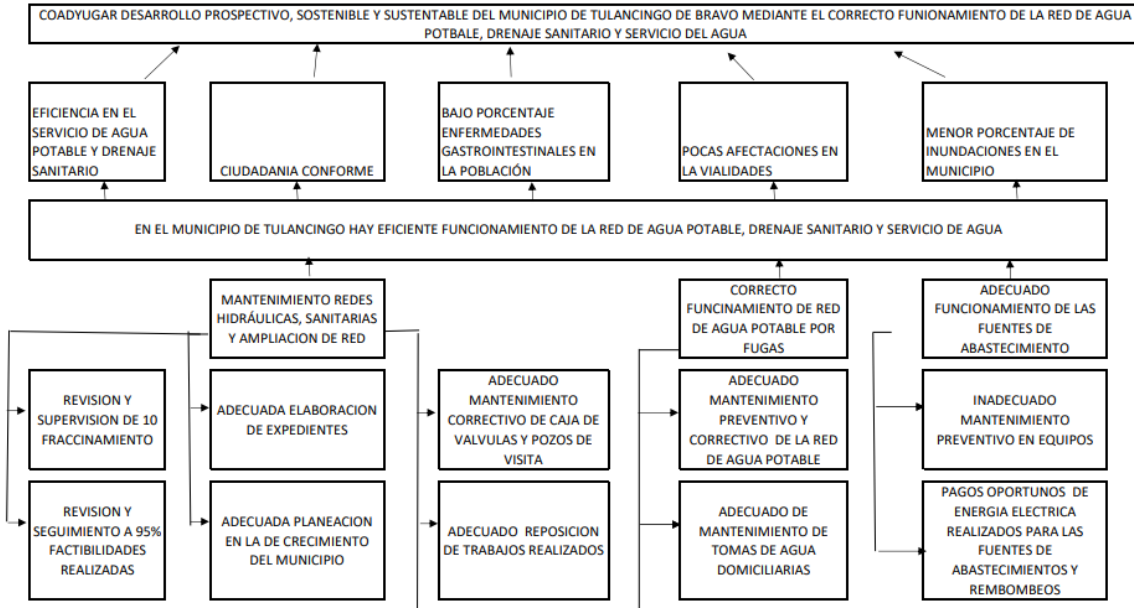 COADYUGAR DESARROLLO PROSPECTIVO, SOSTENIBLE Y SUSTENTABLE DEL MUNICIPIO DE TULANCINGO DE BRAVO MEDIANTE EL CORRECTO FUNIONAMIENTO DE LA RED DE AGUA
POTBALE, DRENAJE SANITARIO Y SERVICIO DEL AGUA
EFICIENCIA EN EL
SERVICIO DE AGUA
POTABLE Y DRENAJE
SANITARIO
CIUDADANIA CONFORME
BAJO PORCENTAJE
ENFERMEDADES
GASTROINTESTINALES EN
LA POBLACIÓN
POCAS AFECTACIONES EN
LA VIALIDADES
MENOR PORCENTAJE DE
INUNDACIONES EN EL
MUNICIPIO
EN EL MUNICIPIO DE TULANCINGO HAY EFICIENTE FUNCIONAMIENTO DE LA RED DE AGUA POTABLE, DRENAJE SANITARIO Y SERVICIO DE AGUA
MANTENIMIENTO REDES
HIDRÁULICAS, SANITARIAS
Y AMPLIACION DE RED
CORRECTO
FUNCINAMIENTO DE RED
DE AGUA POTABLE POR
FUGAS
ADECUADO
FUNCIONAMIENTO DE LAS
FUENTES DE
ABASTECIMIENTO
REVISION Y
SUPERVISION DE 10
FRACCINAMIENTO
ADECUADA ELABORACION
DE EXPEDIENTES
ADECUADO
MANTENIMIENTO
CORRECTIVO DE CAJA DE
VALVULAS Y POZOS DE
VISITA
ADECUADO
MANTENIMIENTO
PREVENTIVO Y
CORRECTIVO DE LA RED
DE AGUA POTABLE
INADECUADO
MANTENIMIENTO
PREVENTIVO EN EQUIPOS
REVISION Y
SEGUIMIENTO A 95%
FACTIBILIDADES
REALIZADAS
ADECUADA PLANEACION
EN LA DE CRECIMIENTO
DEL MUNICIPIO
ADECUADO REPOSICION
DE TRABAJOS REALIZADOS
ADECUADO DE
MANTENIMIENTO DE
TOMAS DE AGUA
DOMICILIARIAS
PAGOS OPORTUNOS DE
ENERGIA ELECTRICA
REALIZADOS PARA LAS
FUENTES DE
ABASTECIMIENTOS Y
REMBOMBEOS